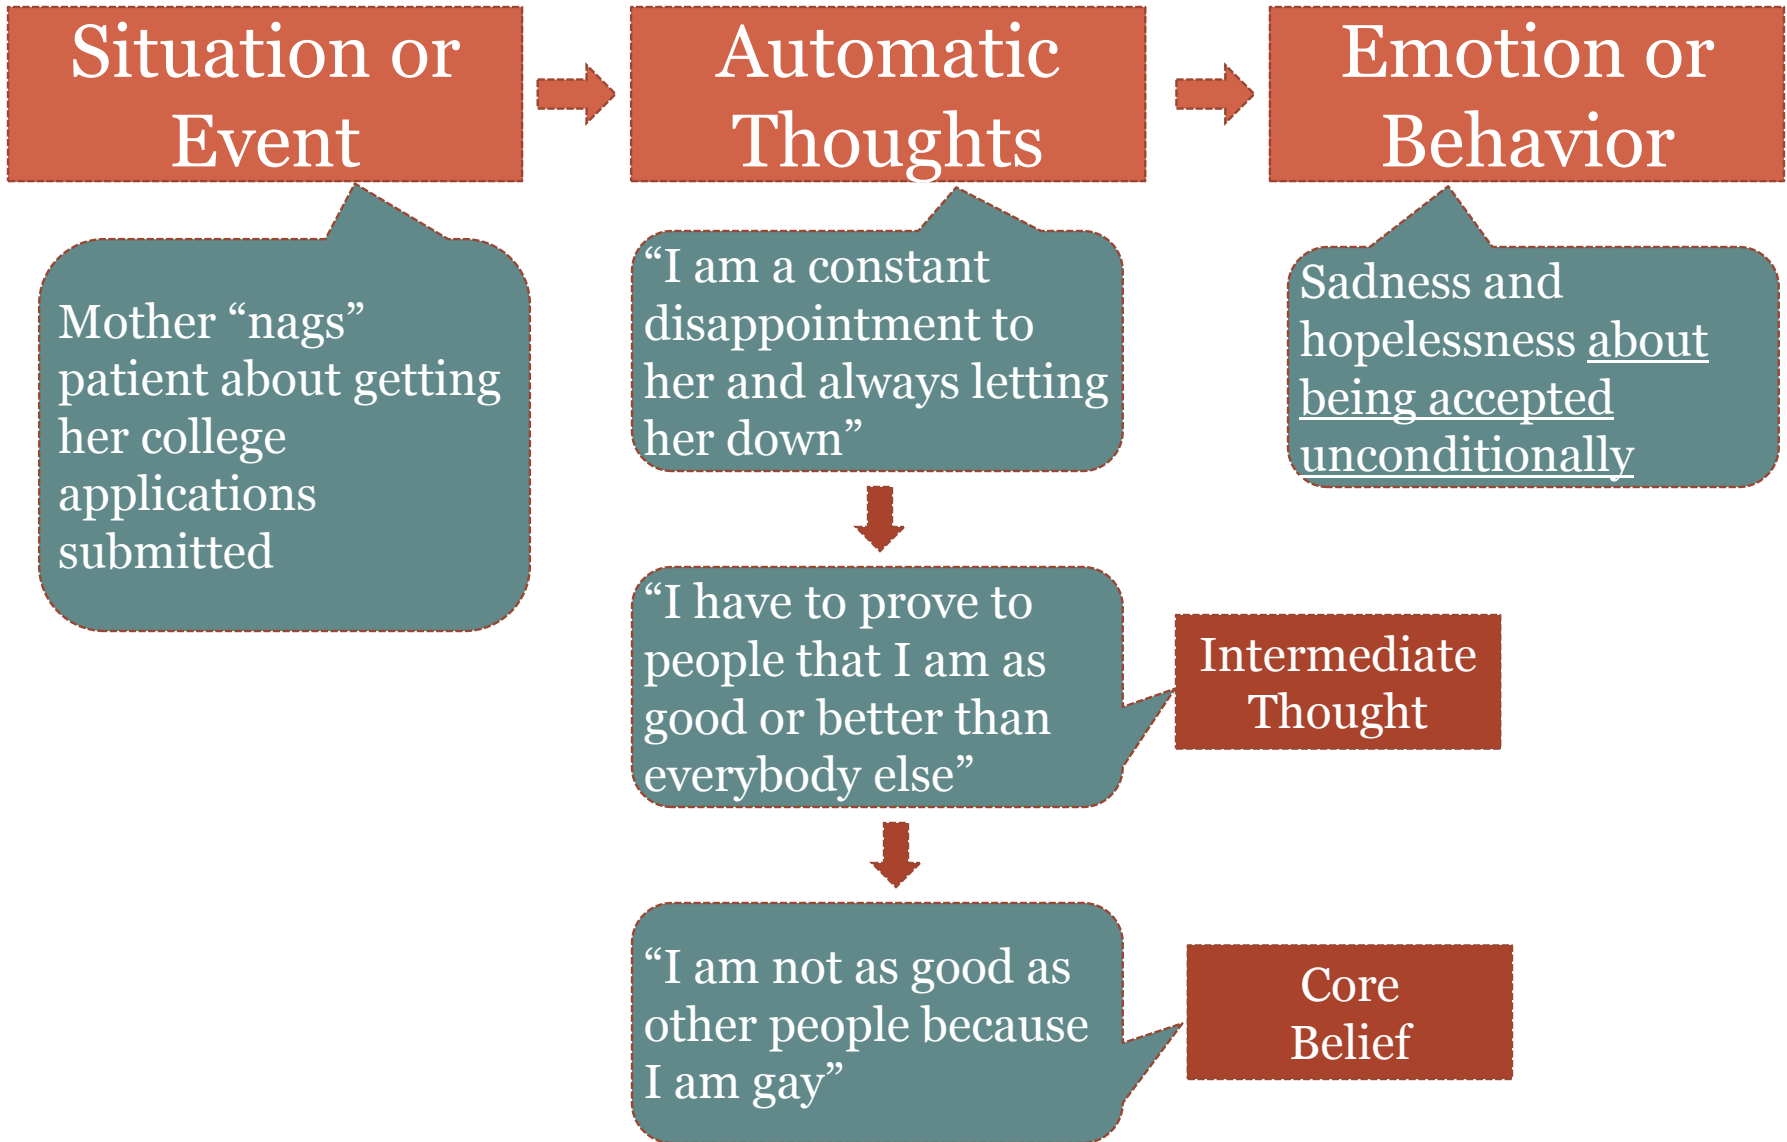 Situation or
Event
Automatic
Thoughts
Emotion or
Behavior
Mother “nags”
patient about getting
her college
applications
submitted
“I am a constant
disappointment to
her and always letting
her down”
Sadness and
hopelessness about
being accepted
unconditionally
“I have to prove to
people that I am as
good or better than
everybody else”
Intermediate
Thought
“I am not as good as
other people because
I am gay”
Core
Belief